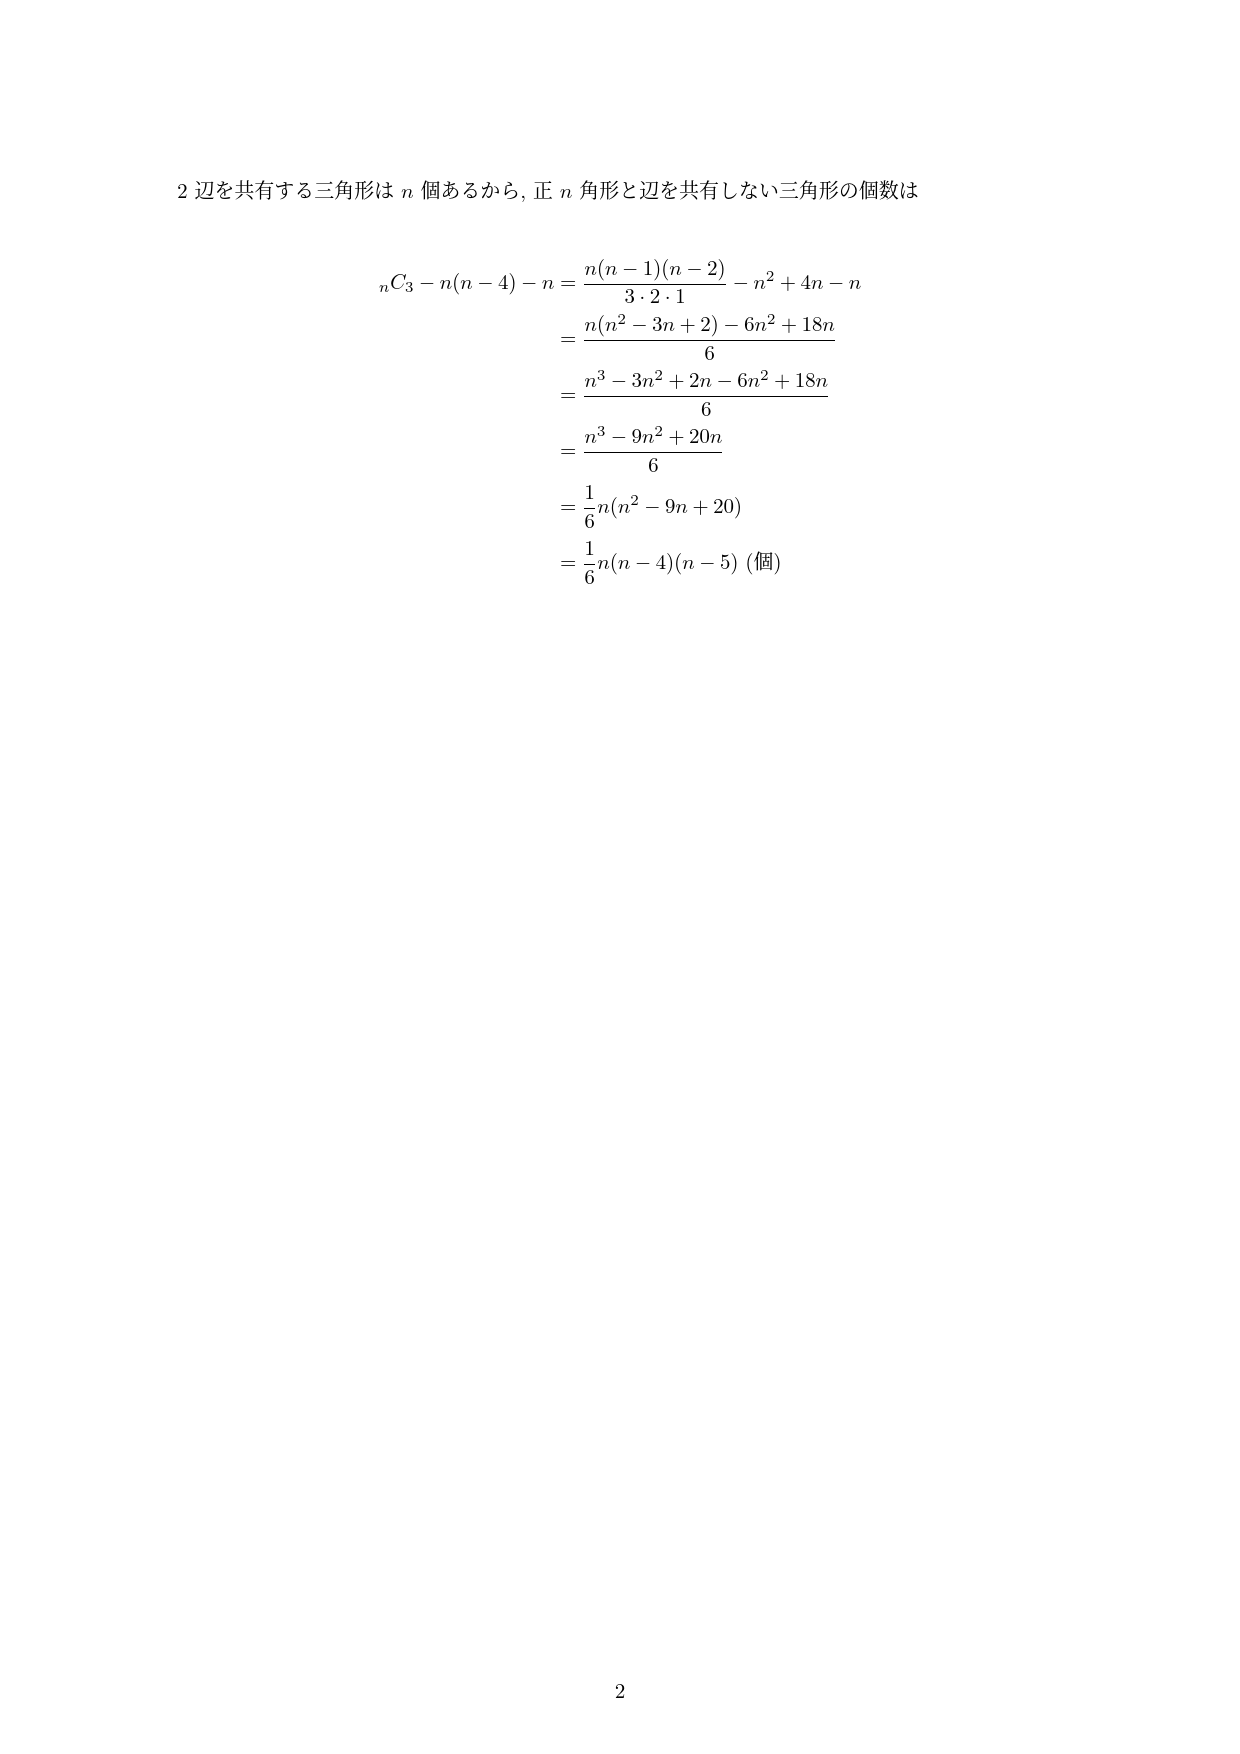 2 辺を共有する三角形は n 個あるから, 正 n 角形と辺を共有しない三角形の個数は
$_nC_3 - n(n-4) - n = \frac{n(n-1)(n-2)}{3 \cdot 2 \cdot 1} - n^2 + 4n - n$
$= \frac{n(n^2 - 3n + 2) - 6n^2 + 18n}{6}$
$= \frac{n^3 - 3n^2 + 2n - 6n^2 + 18n}{6}$
$= \frac{n^3 - 9n^2 + 20n}{6}$
$= \frac{1}{6}n(n^2 - 9n + 20)$
$= \frac{1}{6}n(n-4)(n-5)$ (個)
2